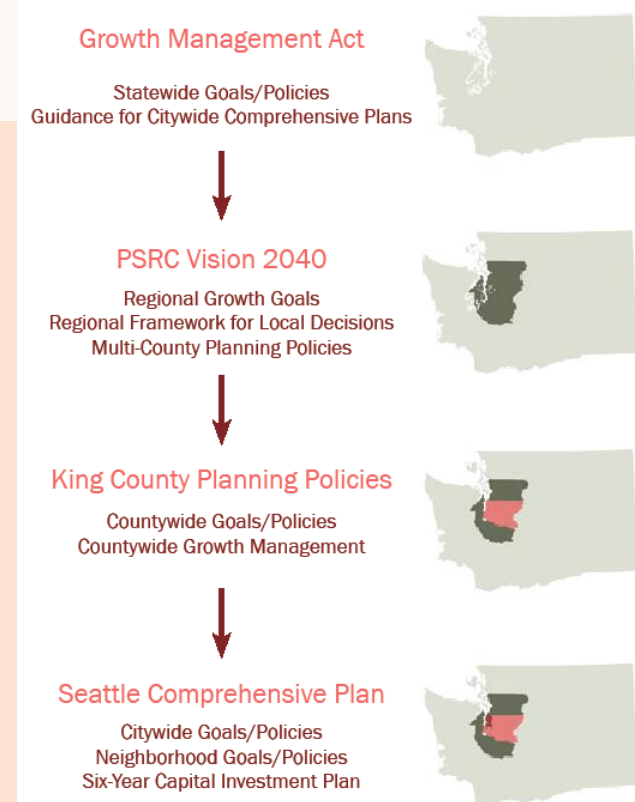 Growth Management Act
Statewide Goals/Policies
Guidance for Citywide Comprehensive Plans
PSRC Vision 2040
Regional Growth Goals
Regional Framework for Local Decisions
Multi-County Planning Policies
King County Planning Policies
Countywide Goals/Policies
Countywide Growth Management
Seattle Comprehensive Plan
Citywide Goals/Policies
Neighborhood Goals/Policies
Six-Year Capital Investment Plan